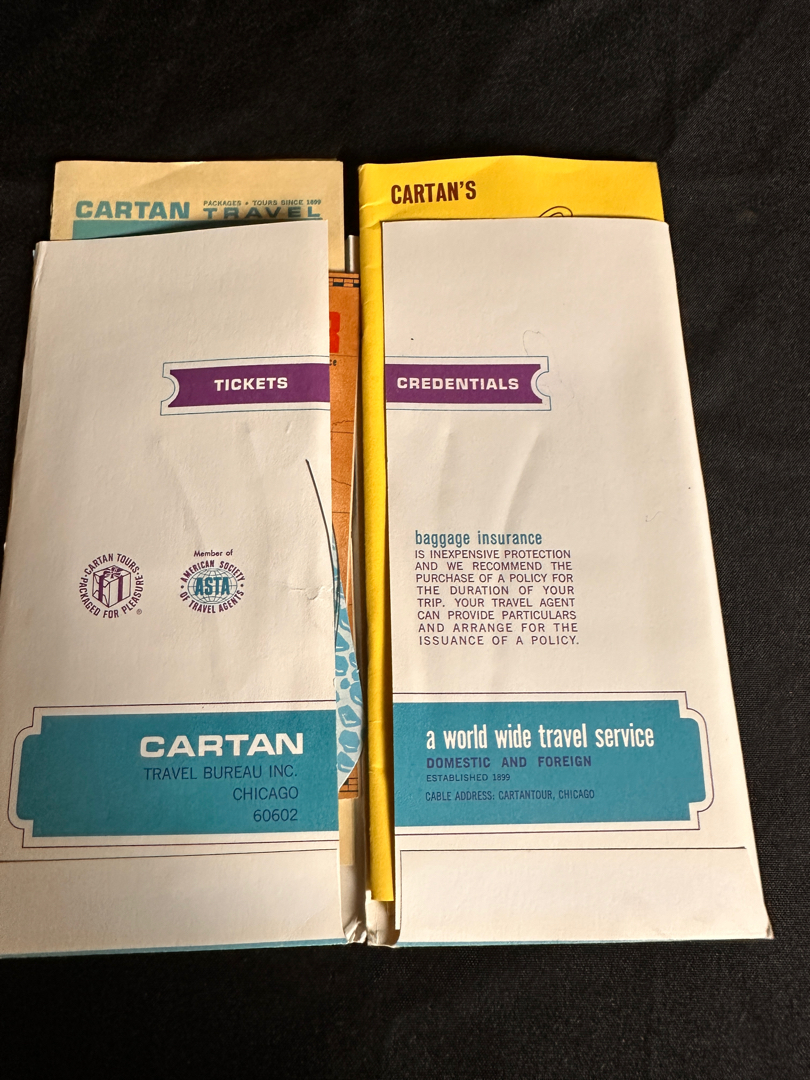 CARTAN
PACKAGES • TOURS SINCE 1899
TRAVEL
CARTAN'S
R
TICKETS
CREDENTIALS
CARTAN TOURS
PACKAGED FOR PLEASURE
®
Member of
AMERICAN SOCIETY
ASTA
OF TRAVEL AGENTS
baggage insurance
IS INEXPENSIVE PROTECTION
AND WE RECOMMEND THE
PURCHASE OF A POLICY FOR
THE DURATION OF YOUR
TRIP. YOUR TRAVEL AGENT
CAN PROVIDE PARTICULARS
AND ARRANGE FOR THE
ISSUANCE OF A POLICY.
CARTAN
TRAVEL BUREAU INC.
CHICAGO
60602
a world wide travel service
DOMESTIC AND FOREIGN
ESTABLISHED 1899
CABLE ADDRESS: CARTANTOUR, CHICAGO